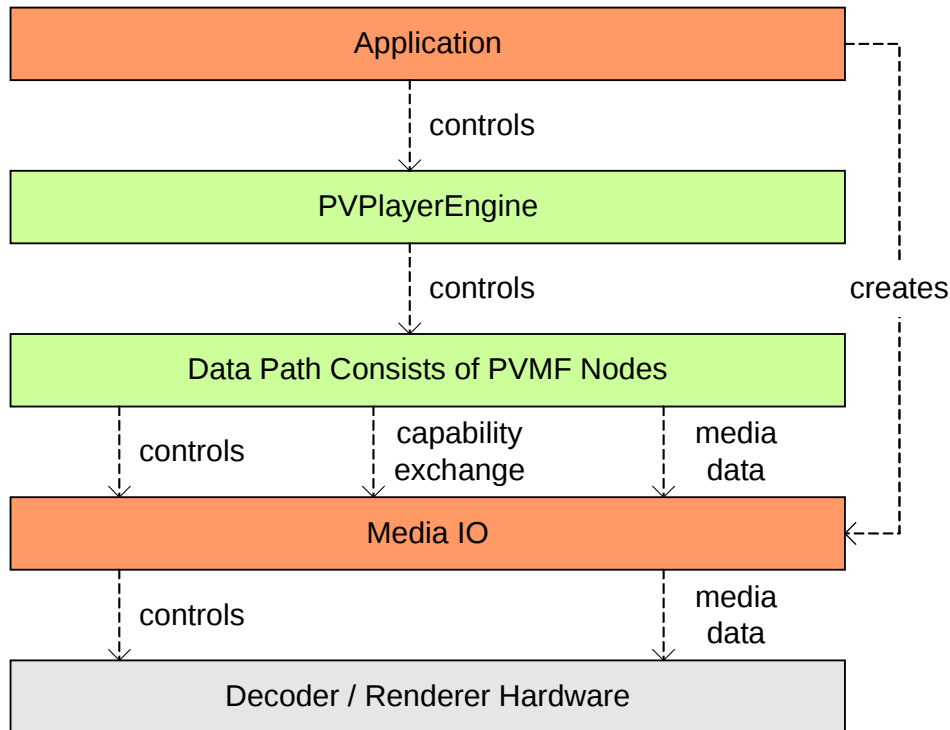 Application
controls
PVPlayerEngine
controls
creates
Data Path Consists of PVMF Nodes
controls
capability
exchange
media
data
Media IO
controls
media
data
Decoder / Renderer Hardware